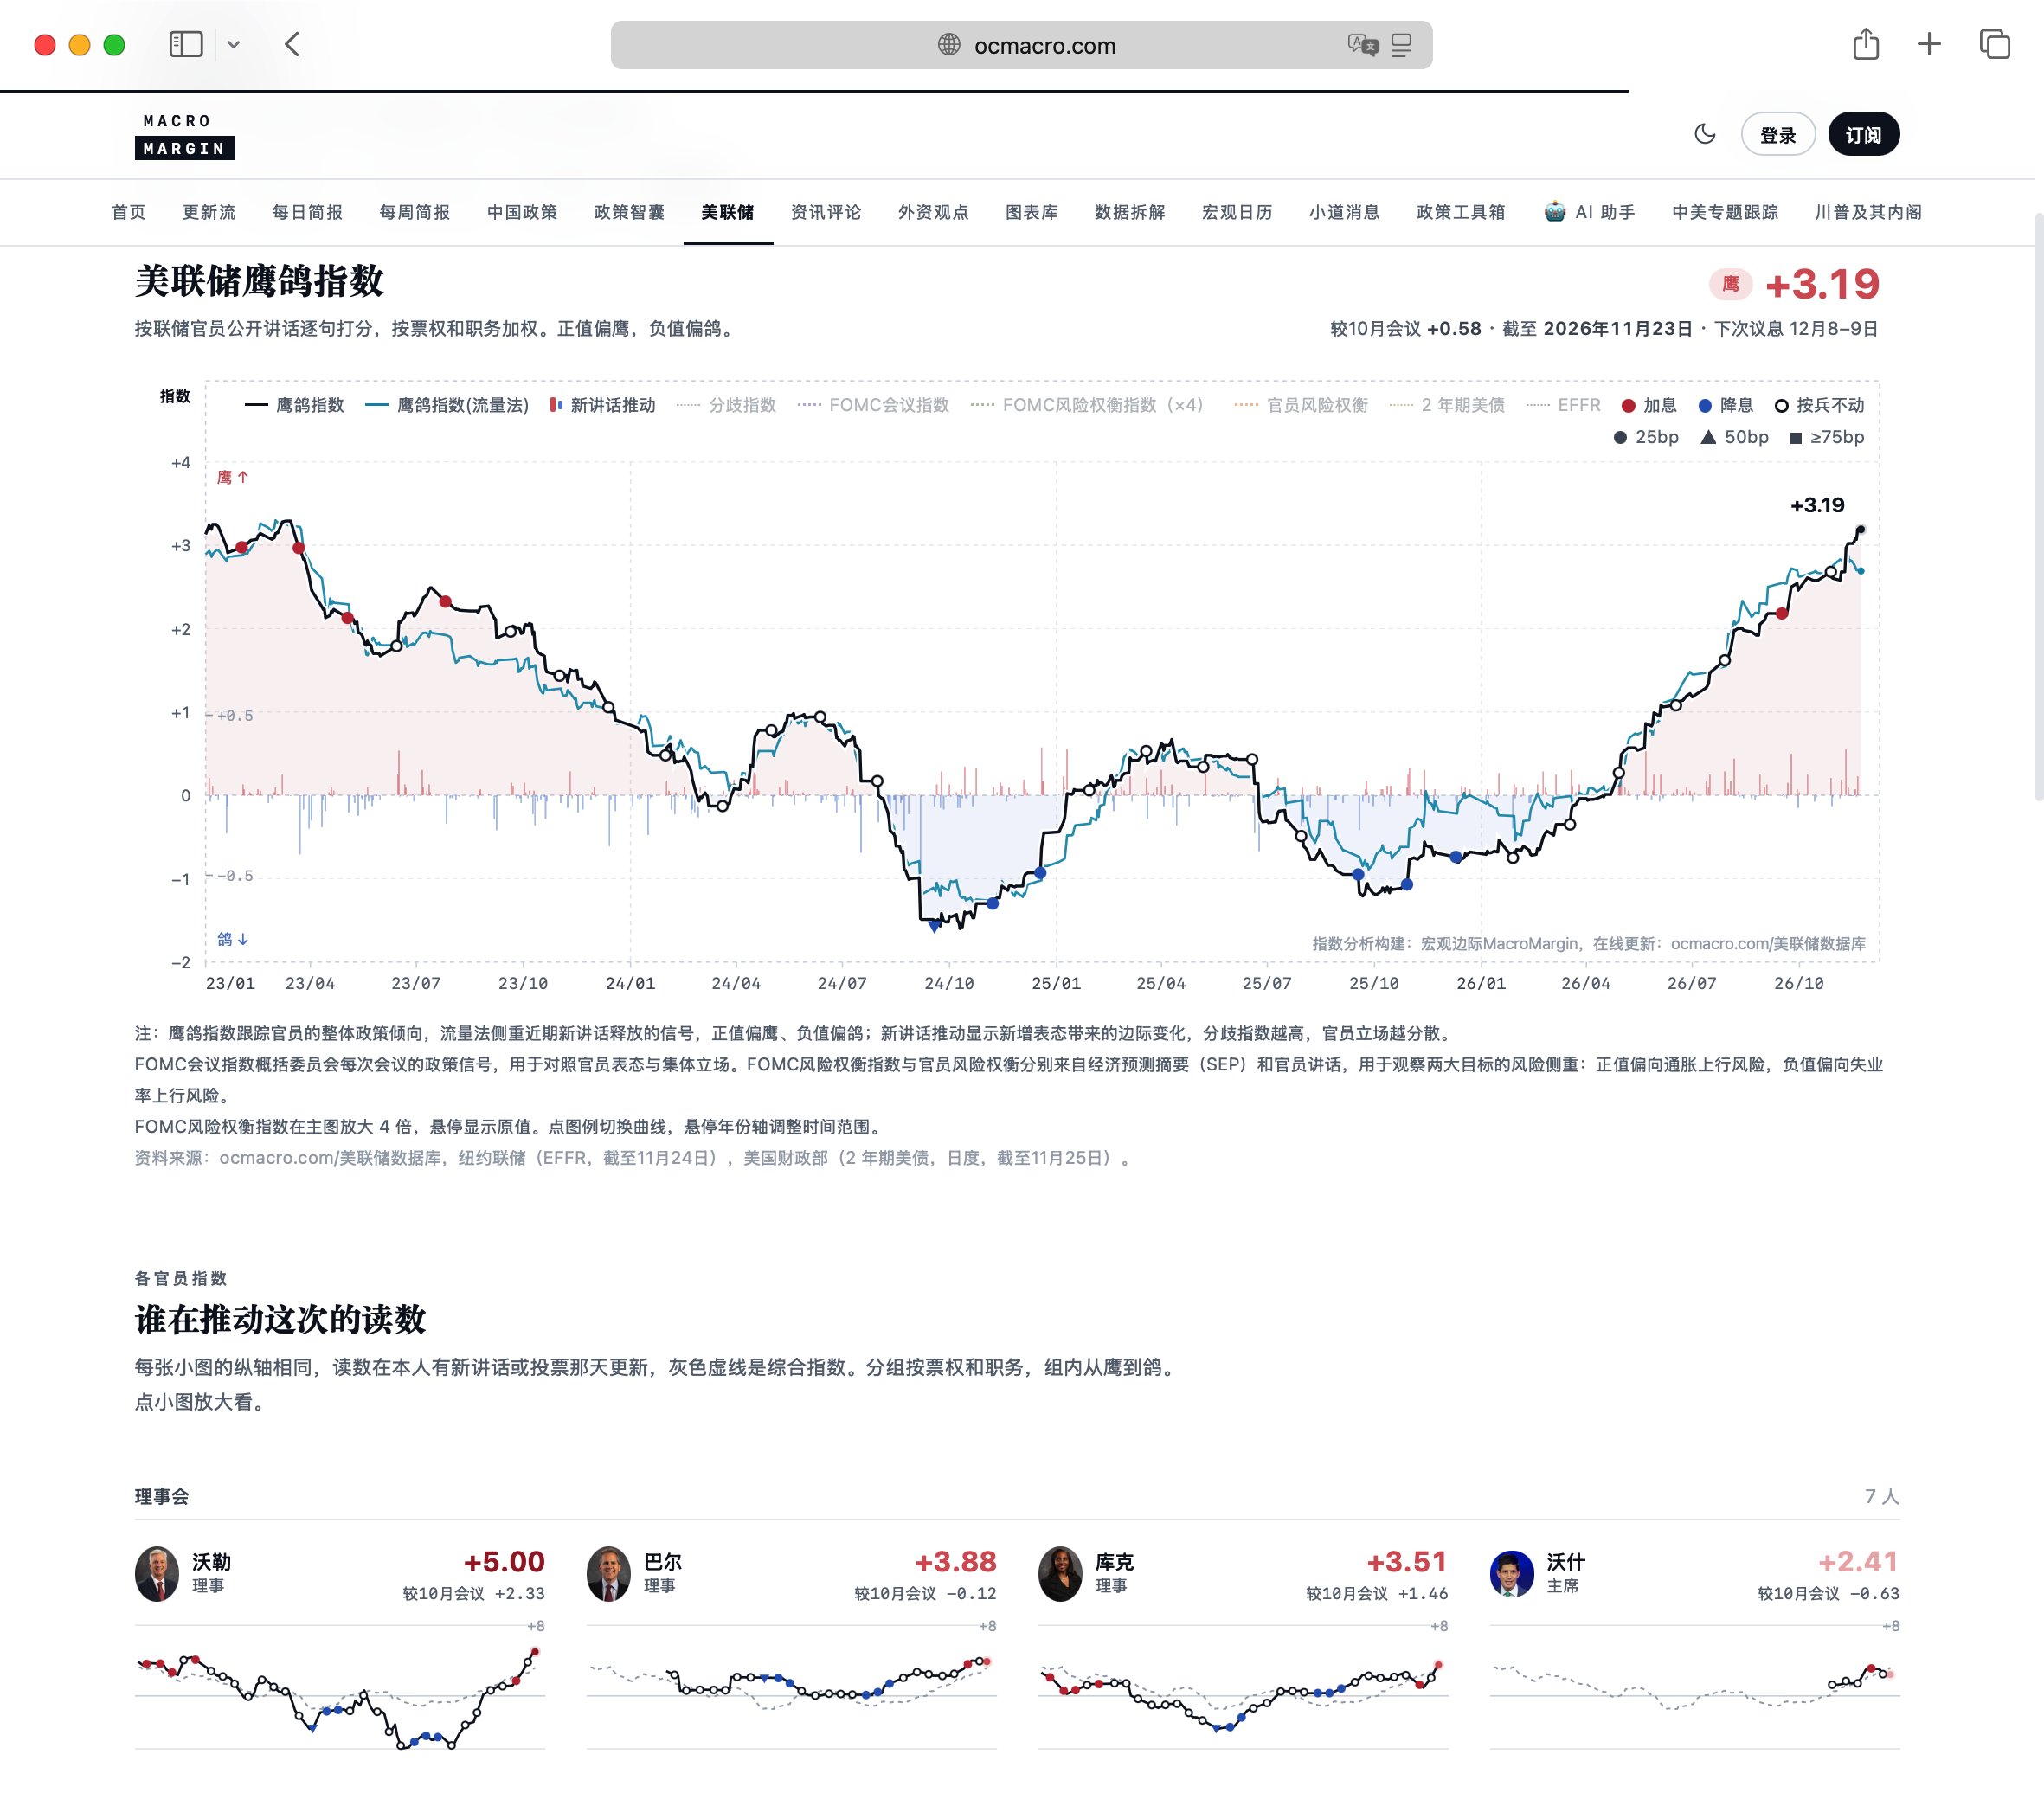 ocmacro.com
MACRO
MARGIN
登录
订阅
首页 更新流 每日简报 每周简报 中国政策 政策智囊 美联储 资讯评论 外资观点 图表库 数据拆解 宏观日历 小道消息 政策工具箱 AI 助手 中美专题跟踪 川普及其内阁
美联储鹰鸽指数
鹰 +3.19
按联储官员公开讲话逐句打分，按票权和职务加权。正值偏鹰，负值偏鸽。
较10月会议 +0.58 · 截至 2026年11月23日 · 下次议息 12月8–9日
指数
鹰鸽指数 鹰鸽指数(流量法) 新讲话推动 分歧指数 FOMC会议指数 FOMC风险权衡指数（×4） 官员风险权衡 2 年期美债 EFFR 加息 降息 按兵不动
25bp 50bp ≥75bp
+4
鹰 ↑
+3.19
+3
+2
+1
+0.5
0
−1
−0.5
鸽 ↓
指数分析构建：宏观边际MacroMargin，在线更新：ocmacro.com/美联储数据库
−2
23/01 23/04 23/07 23/10 24/01 24/04 24/07 24/10 25/01 25/04 25/07 25/10 26/01 26/04 26/07 26/10
注：鹰鸽指数跟踪官员的整体政策倾向，流量法侧重近期新讲话释放的信号，正值偏鹰、负值偏鸽；新讲话推动显示新增表态带来的边际变化，分歧指数越高，官员立场越分散。
FOMC会议指数概括委员会每次会议的政策信号，用于对照官员表态与集体立场。FOMC风险权衡指数与官员风险权衡分别来自经济预测摘要（SEP）和官员讲话，用于观察两大目标的风险侧重：正值偏向通胀上行风险，负值偏向失业
率上行风险。
FOMC风险权衡指数在主图放大 4 倍，悬停显示原值。点图例切换曲线，悬停年份轴调整时间范围。
资料来源：ocmacro.com/美联储数据库，纽约联储（EFFR，截至11月24日），美国财政部（2 年期美债，日度，截至11月25日）。
各官员指数
谁在推动这次的读数
每张小图的纵轴相同，读数在本人有新讲话或投票那天更新，灰色虚线是综合指数。分组按票权和职务，组内从鹰到鸽。
点小图放大看。
理事会
7 人
沃勒 +5.00
理事 较10月会议 +2.33
+8
巴尔 +3.88
理事 较10月会议 −0.12
+8
库克 +3.51
理事 较10月会议 +1.46
+8
沃什 +2.41
主席 较10月会议 −0.63
+8